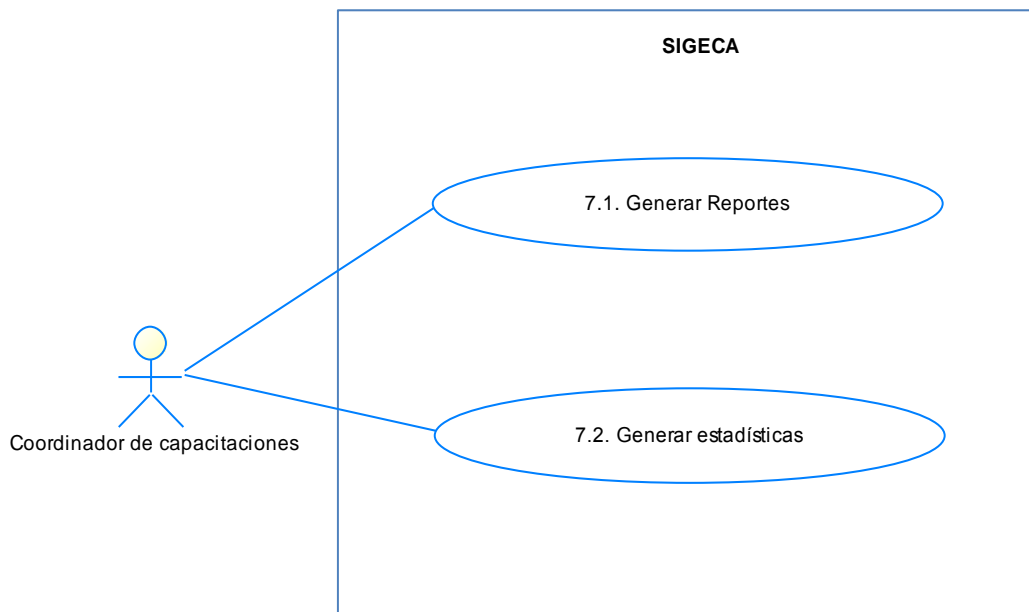 SIGECA
7.1. Generar Reportes
Coordinador de capacitaciones
7.2. Generar estadísticas